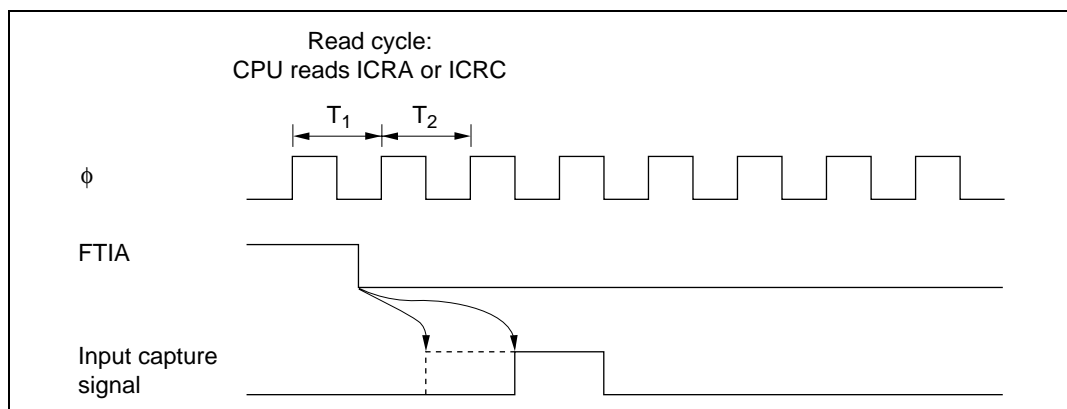 Read cycle:
CPU reads ICRA or ICRC
T₁ T₂
ϕ
FTIA
Input capture
signal